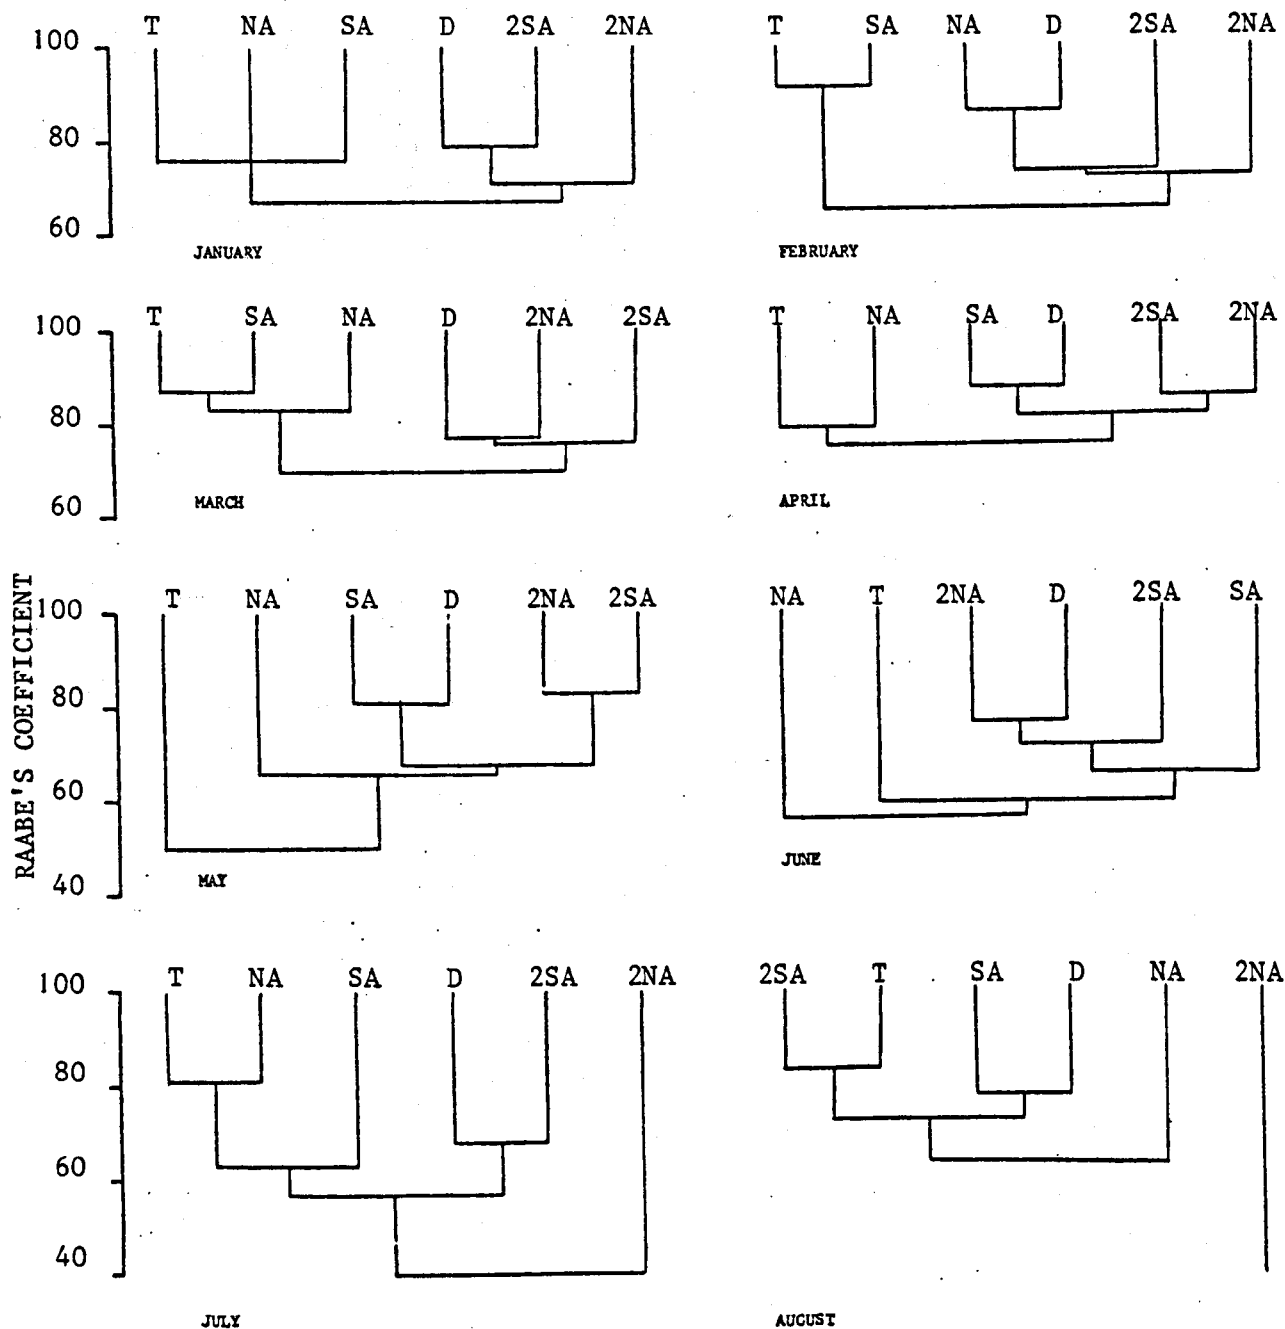 T NA SA D 2SA 2NA
100
80
60
JANUARY
T SA NA D 2SA 2NA
FEBRUARY
T SA NA D 2NA 2SA
100
80
60
MARCH
T NA SA D 2SA 2NA
APRIL
RAABE'S COEFFICIENT
T NA SA D 2NA 2SA
100
80
60
40
MAY
NA T 2NA D 2SA SA
JUNE
T NA SA D 2SA 2NA
100
80
60
40
JULY
2SA T SA D NA 2NA
AUGUST